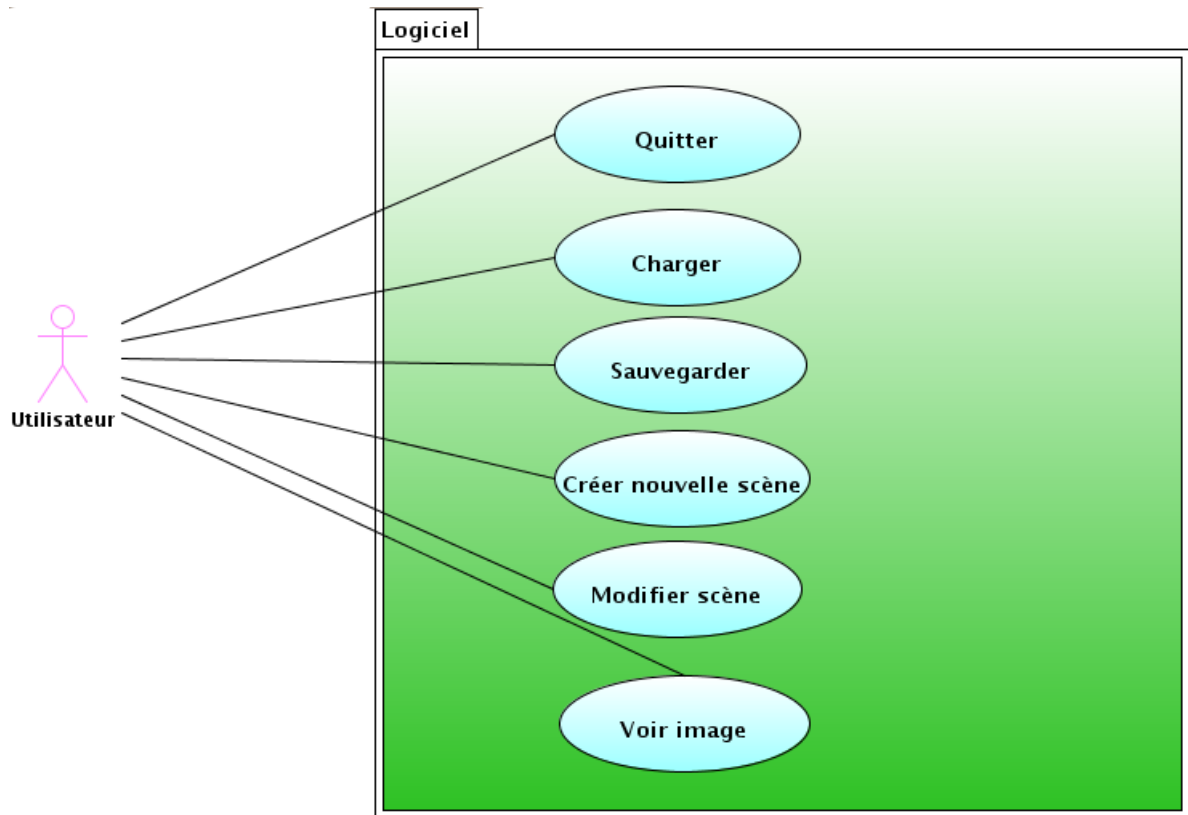 Logiciel
Quitter
Charger
Sauvegarder
Utilisateur
Créer nouvelle scène
Modifier scène
Voir image